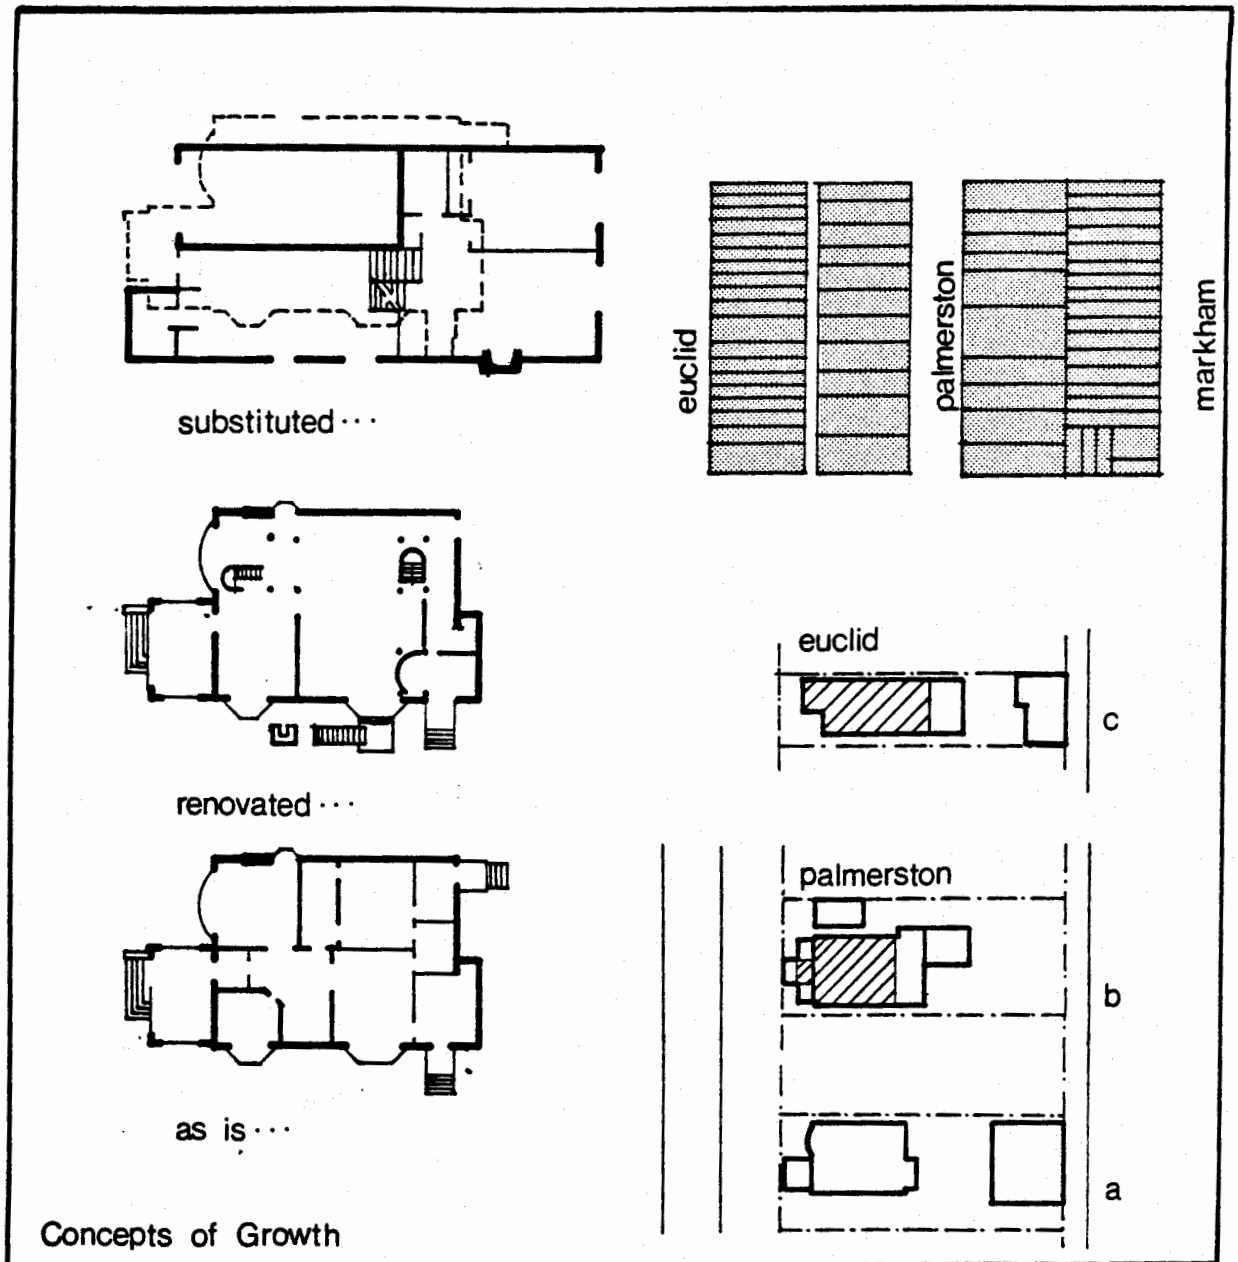 substituted ...
renovated ...
as is ...
Concepts of Growth
euclid
palmerston
markham
euclid
c
palmerston
b
a